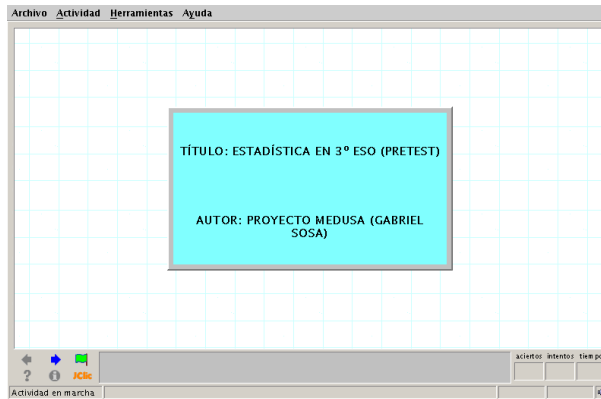 Archivo Actividad Herramientas Ayuda
TÍTULO: ESTADÍSTICA EN 3º ESO (PRETEST)
AUTOR: PROYECTO MEDUSA (GABRIEL
SOSA)
aciertos intentos tiempo
? i JClic
Actividad en marcha